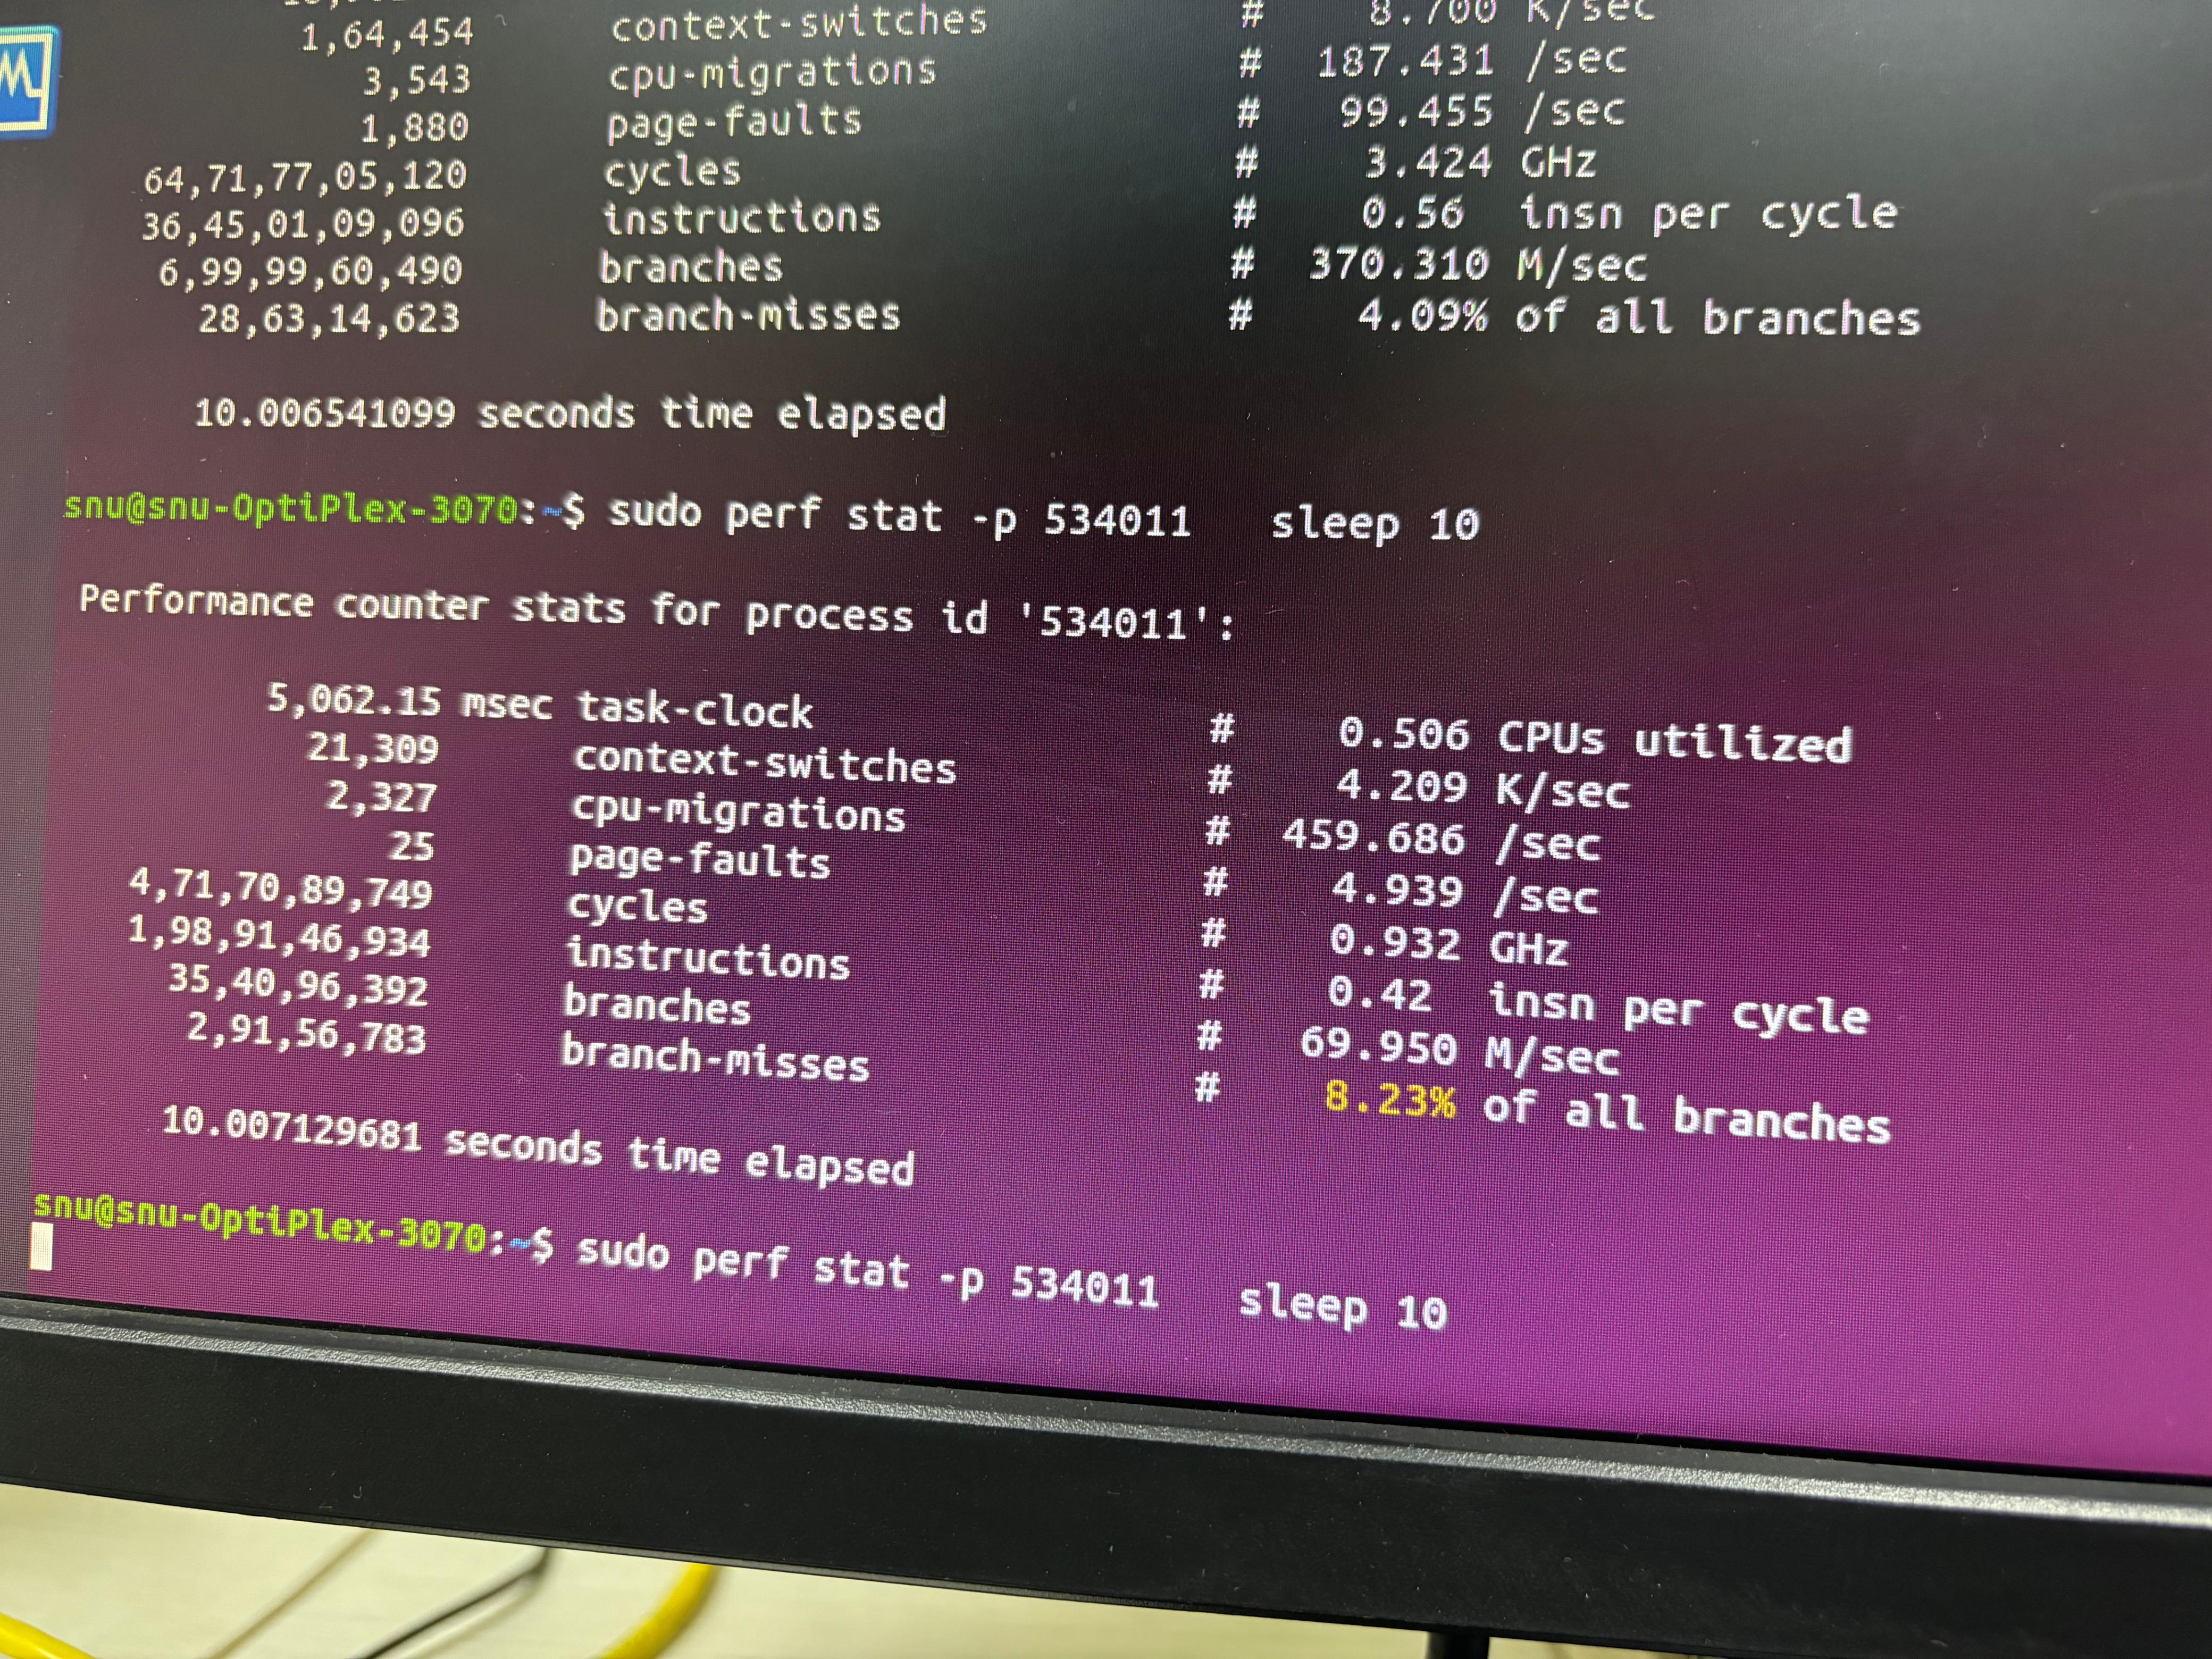 1,64,454 context-switches # 8.700 K/sec
3,543 cpu-migrations # 187.431 /sec
1,880 page-faults # 99.455 /sec
64,71,77,05,120 cycles # 3.424 GHz
36,45,01,09,096 instructions # 0.56 insn per cycle
6,99,99,60,490 branches # 370.310 M/sec
28,63,14,623 branch-misses # 4.09% of all branches
10.006541099 seconds time elapsed
snu@snu-OptiPlex-3070:~$ sudo perf stat -p 534011 sleep 10
Performance counter stats for process id '534011':
5,062.15 msec task-clock # 0.506 CPUs utilized
21,309 context-switches # 4.209 K/sec
2,327 cpu-migrations # 459.686 /sec
25 page-faults # 4.939 /sec
4,71,70,89,749 cycles # 0.932 GHz
1,98,91,46,934 instructions # 0.42 insn per cycle
35,40,96,392 branches # 69.950 M/sec
2,91,56,783 branch-misses # 8.23% of all branches
10.007129681 seconds time elapsed
snu@snu-OptiPlex-3070:~$ sudo perf stat -p 534011 sleep 10